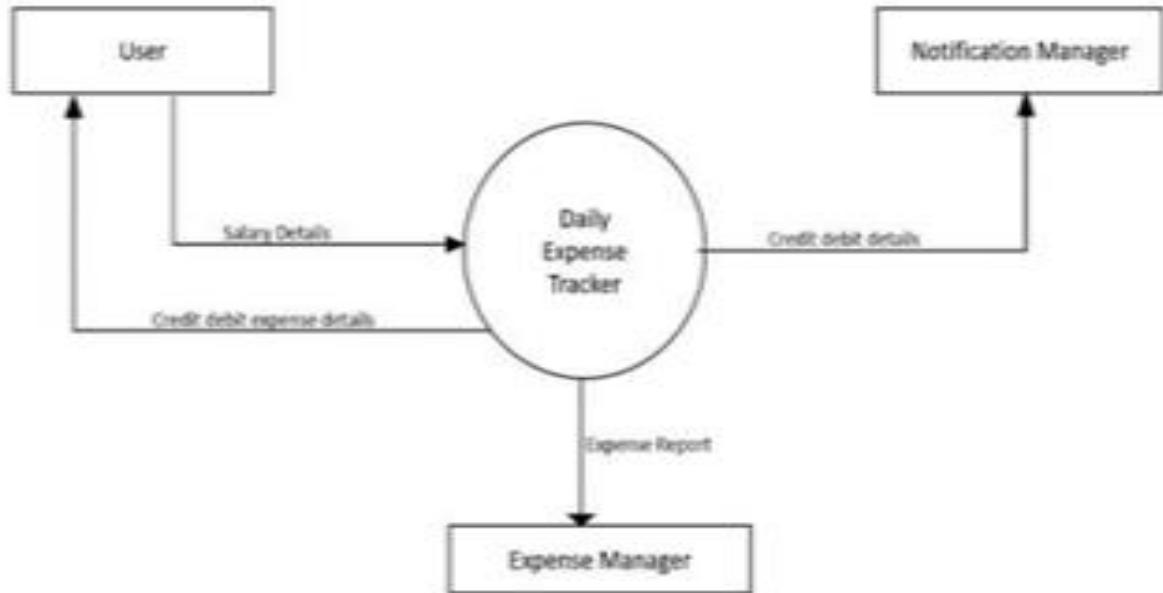 User
Notification Manager
Daily
Expense
Tracker
Salary Details
Credit debit details
Credit debit expense details
Expense Report
Expense Manager